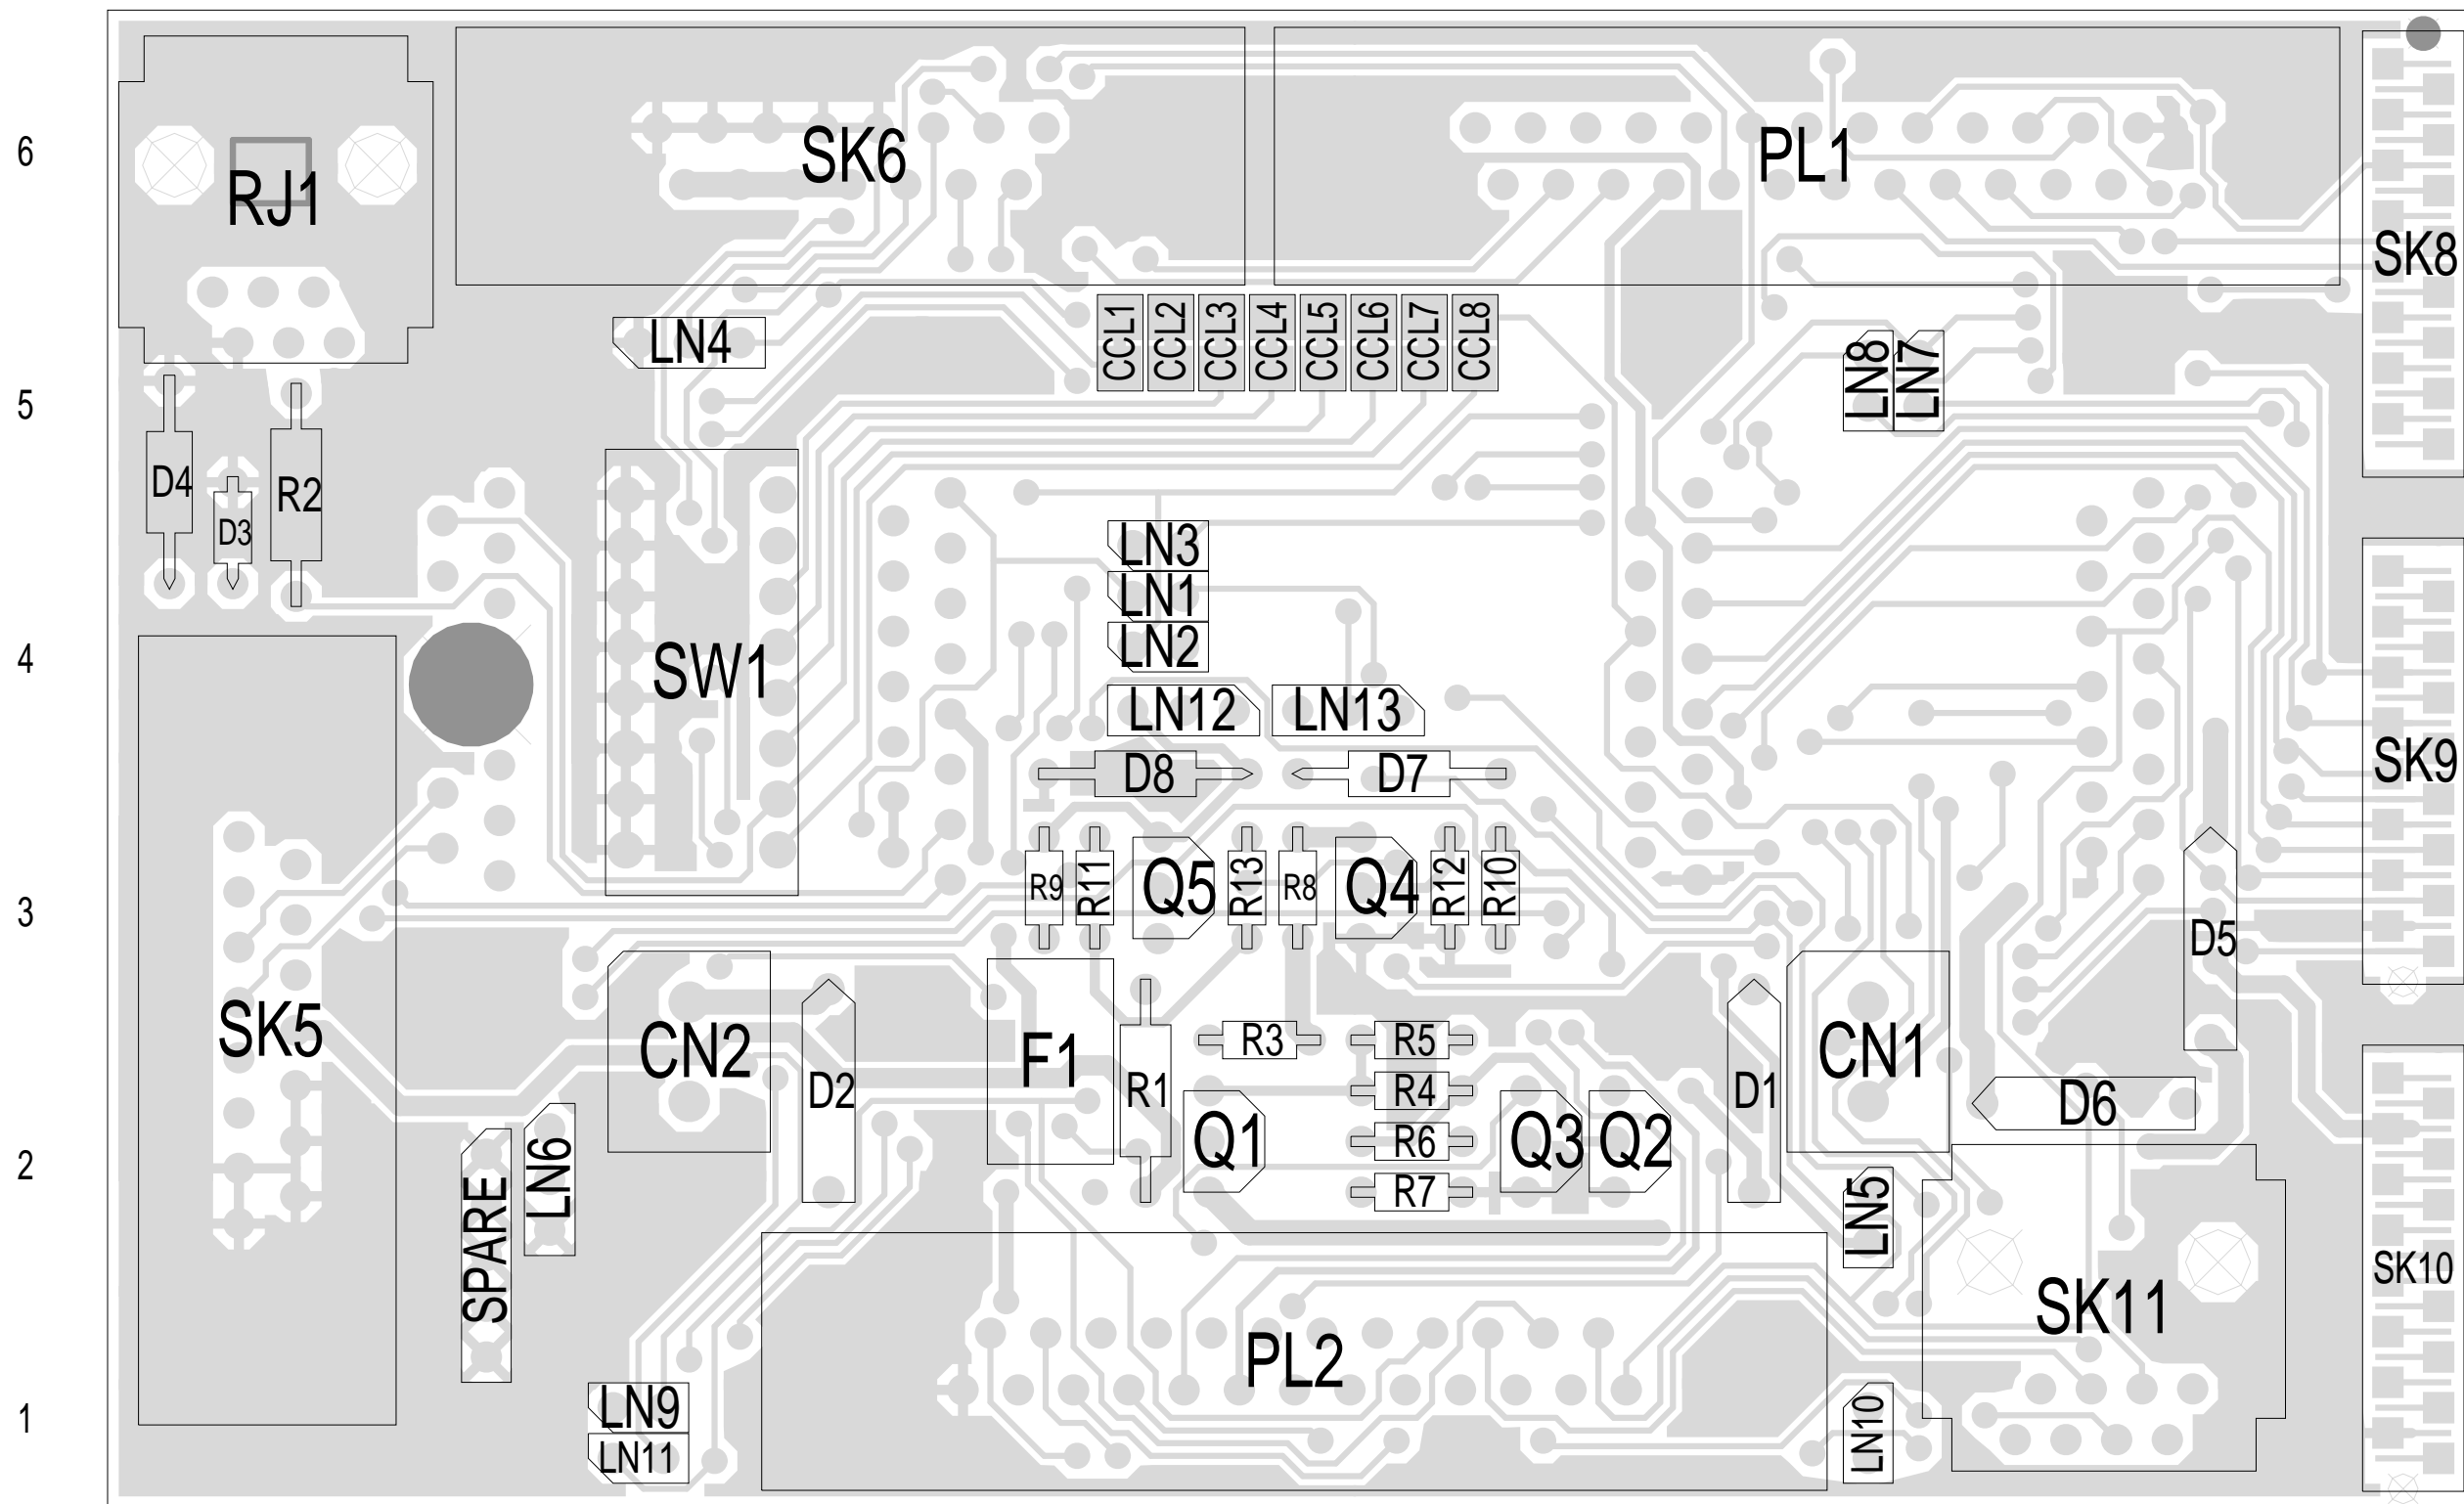 6
SK6
PL1
RJ1
SK8
LN4
CCL1
CCL2
CCL3
CCL4
CCL5
CCL6
CCL7
CCL8
LN8
LN7
5
D4
R2
D3
LN3
LN1
LN2
4
SW1
LN12
LN13
D8
D7
SK9
R9
R11
Q5
R13
R8
Q4
R12
R10
3
D5
SK5
CN2
F1
R3
R5
CN1
D2
R1
R4
D1
D6
Q1
R6
Q3
Q2
2
LN6
R7
LN5
SPARE
SK10
SK11
PL2
LN9
1
LN10
LN11